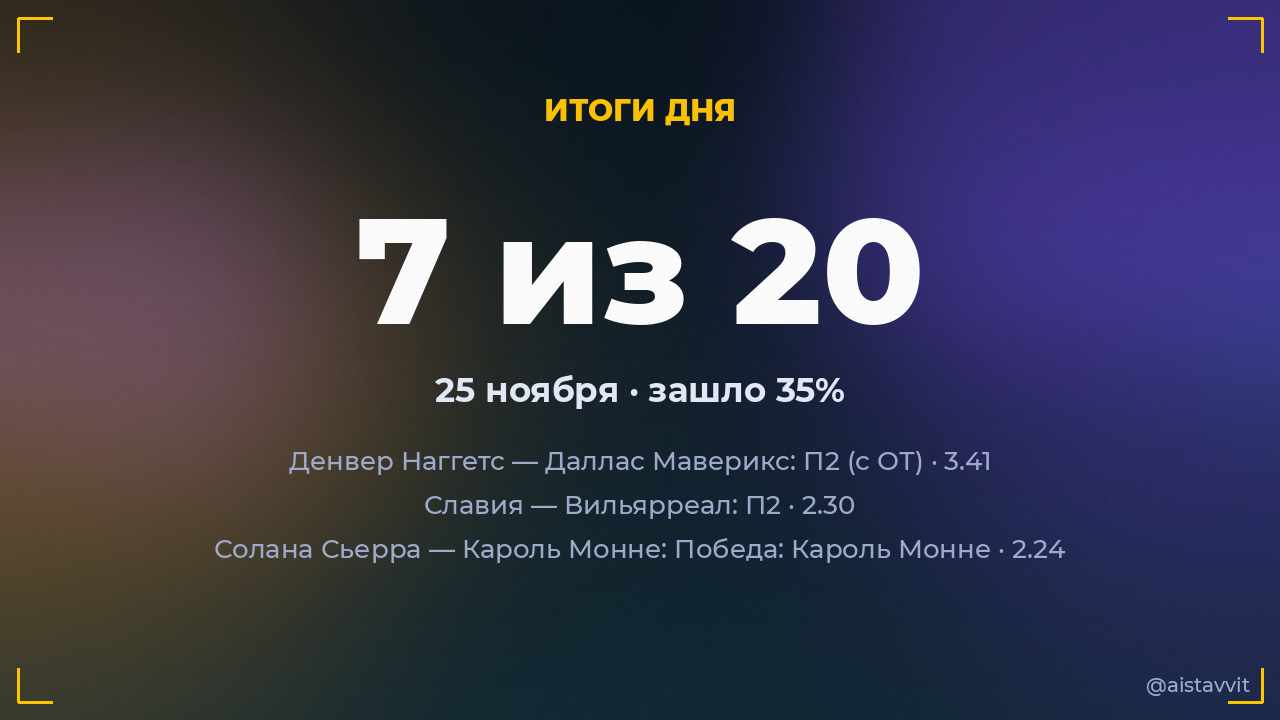 ИТОГИ ДНЯ
7 из 20
25 ноября · зашло 35%
Денвер Наггетс — Даллас Маверикс: П2 (с ОТ) · 3.41
Славия — Вильярреал: П2 · 2.30
Солана Сьерра — Кароль Монне: Победа: Кароль Монне · 2.24
@aistavvit